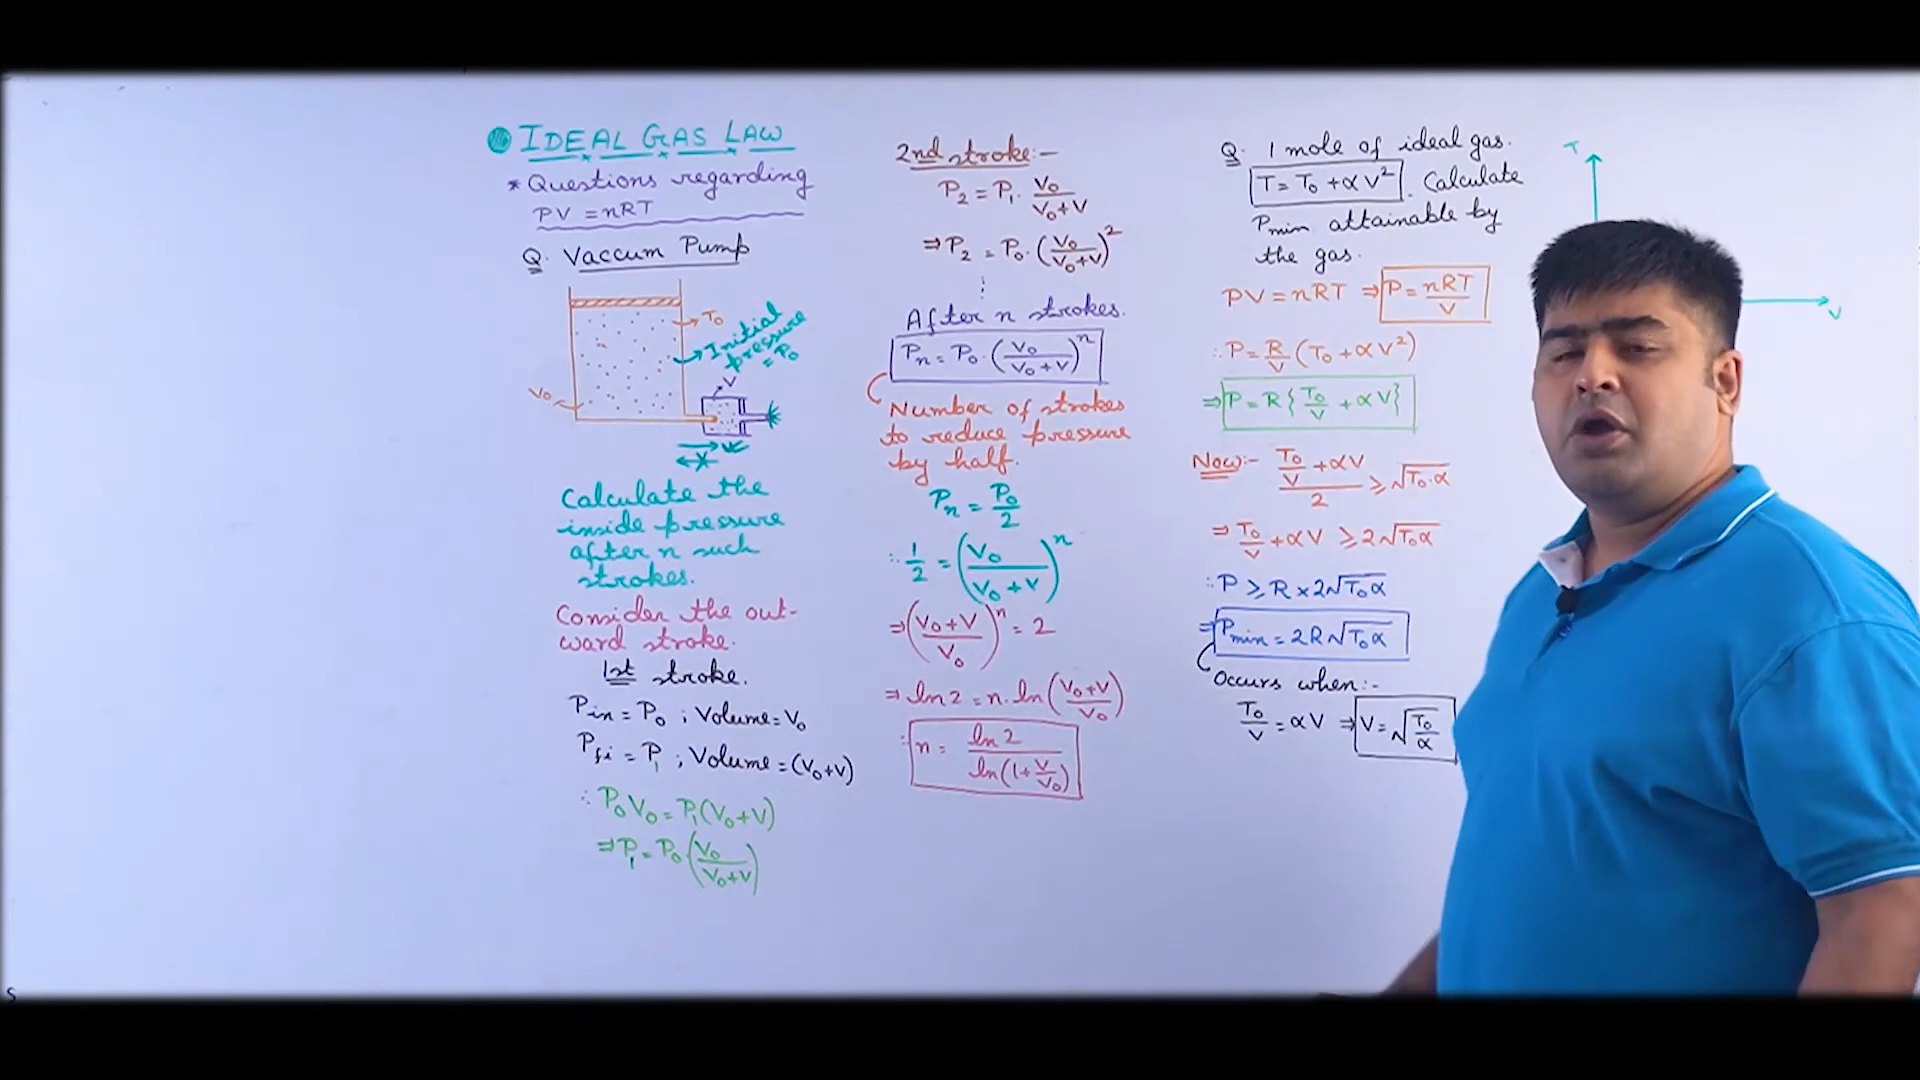 IDEAL GAS LAW
* Questions regarding
PV = nRT
Q. Vaccum Pump
T₀
Initial
pressure
= P₀
V₀
V
Calculate the
inside pressure
after n such
strokes.
Consider the out-
ward stroke.
1st stroke.
Pin = P₀ ; Volume = V₀
Pfi = P₁ ; Volume = (V₀+V)
∴ P₀V₀ = P₁(V₀+V)
⇒ P₁ = P₀ (V₀/(V₀+V))
2nd stroke:-
P₂ = P₁ · V₀/(V₀+V)
⇒ P₂ = P₀ · (V₀/(V₀+V))²
⋮
After n strokes.
Pn = P₀ · (V₀/(V₀+V))ⁿ
Number of strokes
to reduce pressure
by half.
Pn = P₀/2
∴ 1/2 = (V₀/(V₀+V))ⁿ
⇒ ((V₀+V)/V₀)ⁿ = 2
⇒ ln 2 = n · ln((V₀+V)/V₀)
∴ n = ln 2/ln(1+V/V₀)
Q. 1 mole of ideal gas.
T = T₀ + αV² . Calculate
Pmin attainable by
the gas.
PV = nRT ⇒ P = nRT/V
∴ P = R/V (T₀ + αV²)
⇒ P = R{T₀/V + αV}
Now:- (T₀/V + αV)/2 ≥ √T₀·α
⇒ T₀/V + αV ≥ 2√T₀α
∴ P ≥ R × 2√T₀α
⇒ Pmin = 2R√T₀α
Occurs when:-
T₀/V = αV ⇒ V = √T₀/α
T
V
S